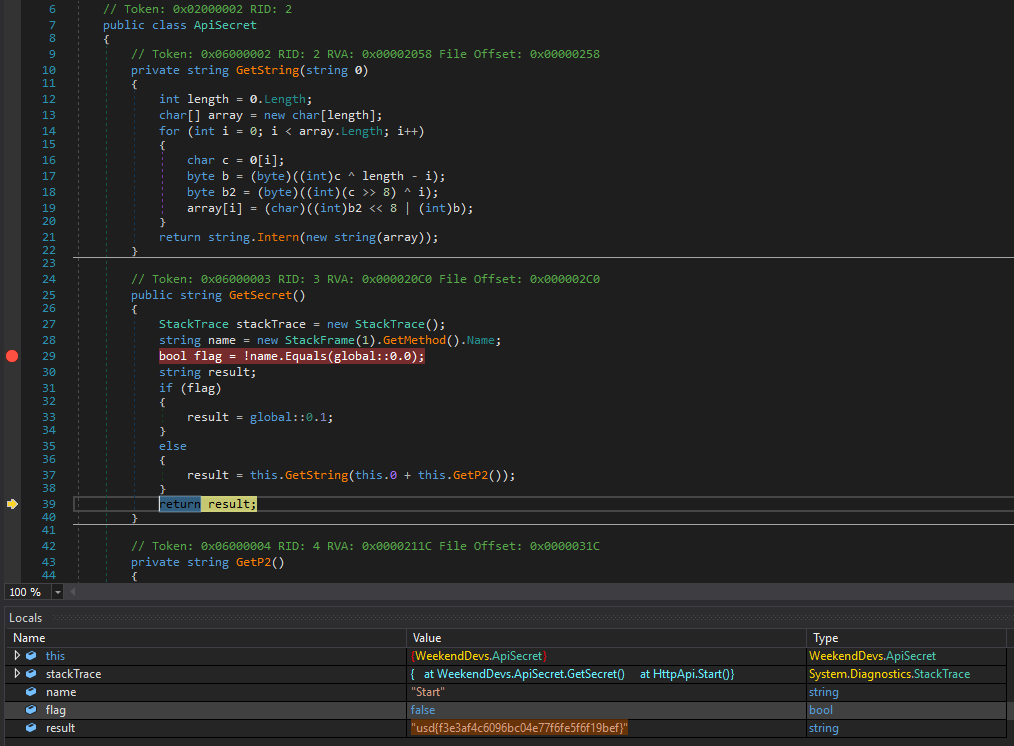 6 // Token: 0x02000002 RID: 2
7 public class ApiSecret
8 {
9 // Token: 0x06000002 RID: 2 RVA: 0x00002058 File Offset: 0x00000258
10 private string GetString(string 0)
11 {
12 int length = 0.Length;
13 char[] array = new char[length];
14 for (int i = 0; i < array.Length; i++)
15 {
16 char c = 0[i];
17 byte b = (byte)((int)c ^ length - i);
18 byte b2 = (byte)((int)(c >> 8) ^ i);
19 array[i] = (char)((int)b2 << 8 | (int)b);
20 }
21 return string.Intern(new string(array));
22 }
23
24 // Token: 0x06000003 RID: 3 RVA: 0x000020C0 File Offset: 0x000002C0
25 public string GetSecret()
26 {
27 StackTrace stackTrace = new StackTrace();
28 string name = new StackFrame(1).GetMethod().Name;
29 bool flag = !name.Equals(global::0.0);
30 string result;
31 if (flag)
32 {
33 result = global::0.1;
34 }
35 else
36 {
37 result = this.GetString(this.0 + this.GetP2());
38 }
39 return result;
40 }
41
42 // Token: 0x06000004 RID: 4 RVA: 0x0000211C File Offset: 0x0000031C
43 private string GetP2()
44 {
100 %
Locals
Name Value Type
this {WeekendDevs.ApiSecret} WeekendDevs.ApiSecret
stackTrace { at WeekendDevs.ApiSecret.GetSecret() at HttpApi.Start()} System.Diagnostics.StackTrace
name "Start" string
flag false bool
result "usd{f3e3af4c6096bc04e77f6fe5f6f19bef}" string